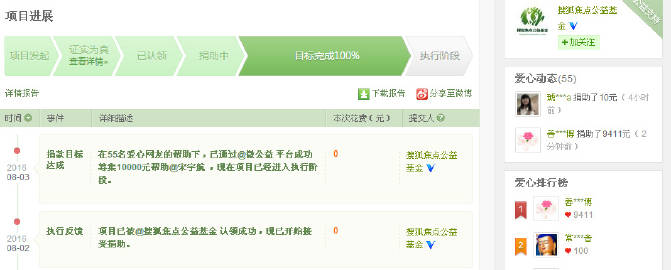 项目进展
项目发起
证实为真
查看详情»
已认领
捐助中
目标完成100%
执行阶段
详情报告
下载报告
分享至微博
时间
事件
详细描述
本次花费（元）
提交人
2016
08-03
捐款目标
达成
在55名爱心网友的帮助下，已通过@微公益 平台成功
筹集10000元帮助@宋宇航 ，现在项目已经进入执行阶
段。
0
搜狐焦点公益
基金
2016
08-02
执行反馈
项目已被@搜狐焦点公益基金 认领成功，现已开始接
受捐助。
0
搜狐焦点公益
基金
搜狐焦点公益基
金
+加关注
爱心动态(55)
***a 捐助了10元（44小时
前）
善***博 捐助了9411元（2
分钟前）
爱心排行榜
1
善***博
9411
2
***香
100